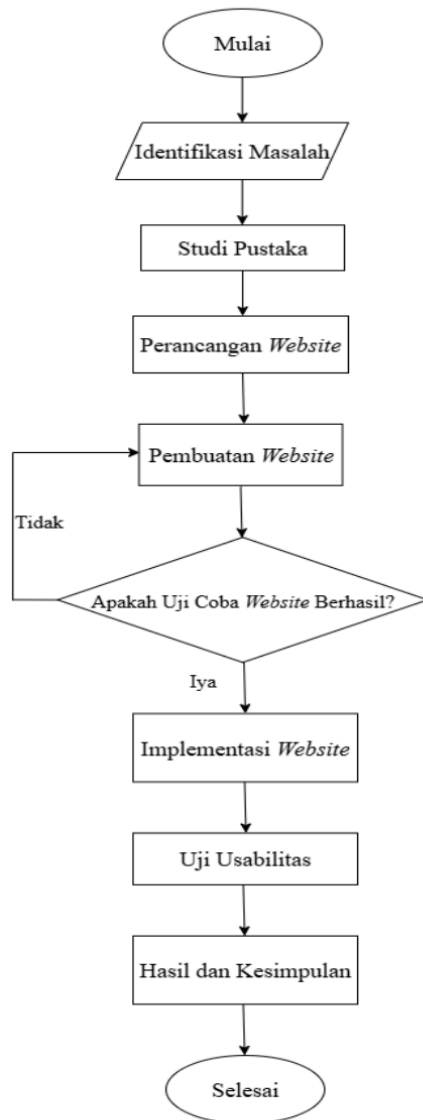 Mulai
Identifikasi Masalah
Studi Pustaka
Perancangan Website
Pembuatan Website
Tidak
Apakah Uji Coba Website Berhasil?
Iya
Implementasi Website
Uji Usabilitas
Hasil dan Kesimpulan
Selesai